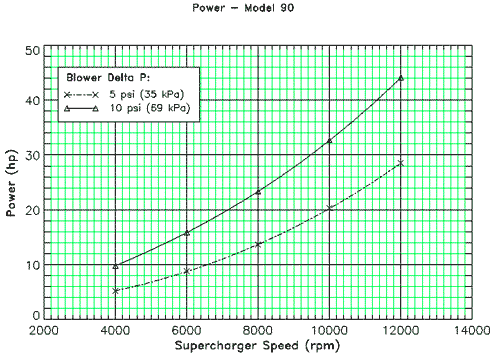 Power – Model 90
50
40
30
20
10
0
Power (hp)
Blower Delta P:
5 psi (35 kPa)
10 psi (69 kPa)
2000 4000 6000 8000 10000 12000 14000
Supercharger Speed (rpm)